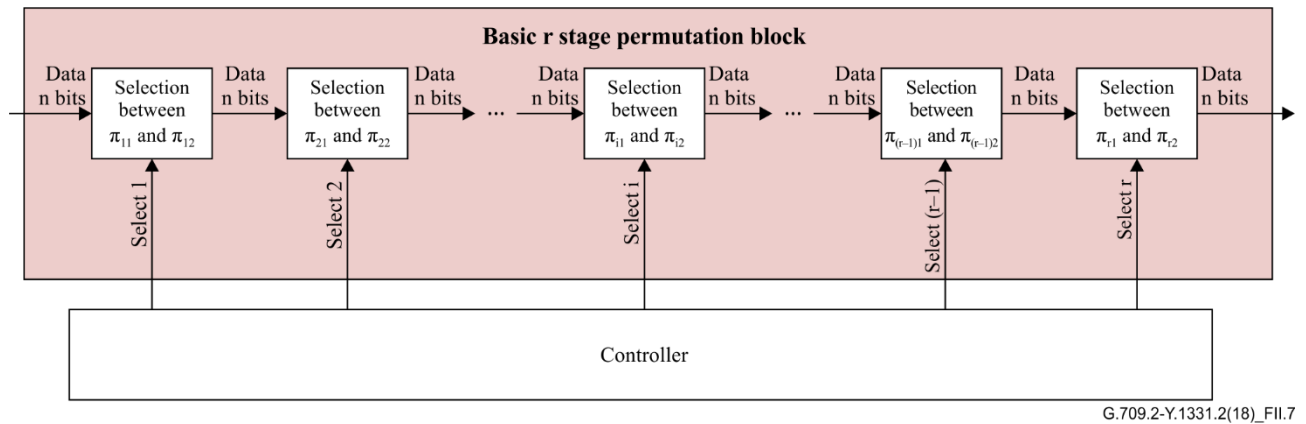 Basic r stage permutation block
Data
n bits
Selection
between
π₁₁ and π₁₂
Data
n bits
Selection
between
π₂₁ and π₂₂
Data
n bits
...
Data
n bits
Selection
between
πᵢ₁ and πᵢ₂
Data
n bits
...
Data
n bits
Selection
between
π₍ᵣ₋₁₎₁ and π₍ᵣ₋₁₎₂
Data
n bits
Selection
between
πᵣ₁ and πᵣ₂
Data
n bits
Select 1
Select 2
Select i
Select (r–1)
Select r
Controller
G.709.2-Y.1331.2(18)_FII.7